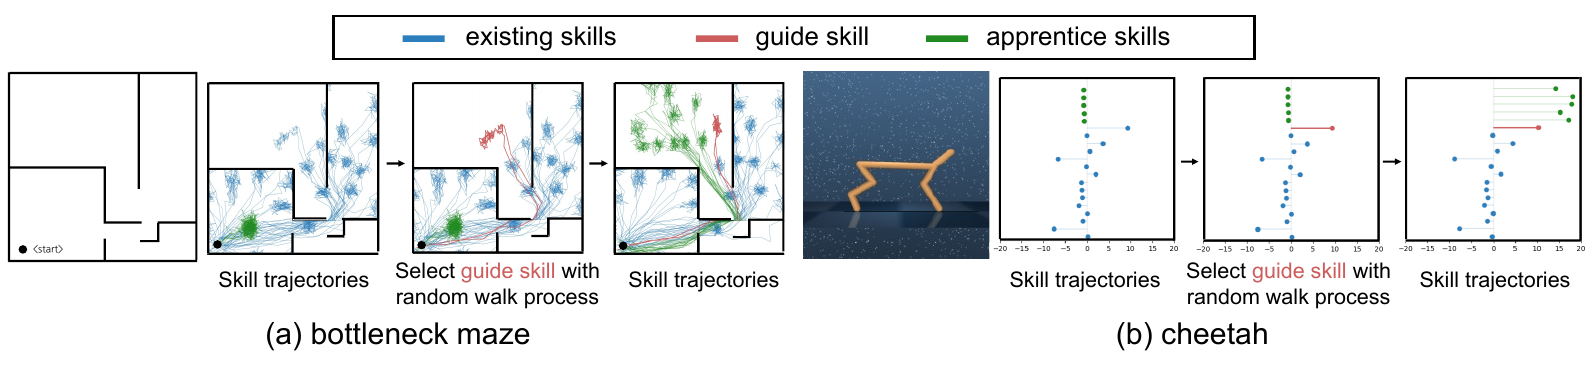 existing skills guide skill apprentice skills
<start>
Skill trajectories
Select guide skill with
random walk process
Skill trajectories
(a) bottleneck maze
−20 −15 −10 −5 0 5 10 15 20
Skill trajectories
−20 −15 −10 −5 0 5 10 15 20
Select guide skill with
random walk process
−20 −15 −10 −5 0 5 10 15 20
Skill trajectories
(b) cheetah